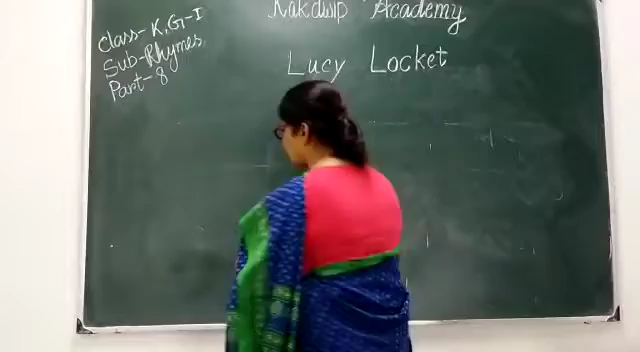 Kakdwip Academy
Class- K.G-I
Sub-Rhymes
Part-8
Lucy Locket